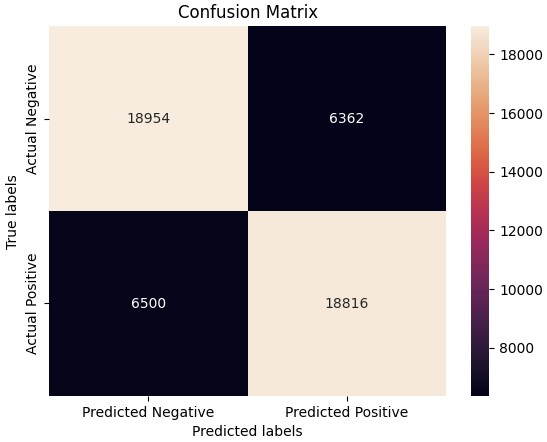 Confusion Matrix
True labels
Actual Negative
Actual Positive
18954
6362
6500
18816
Predicted Negative
Predicted Positive
Predicted labels
18000
16000
14000
12000
10000
8000